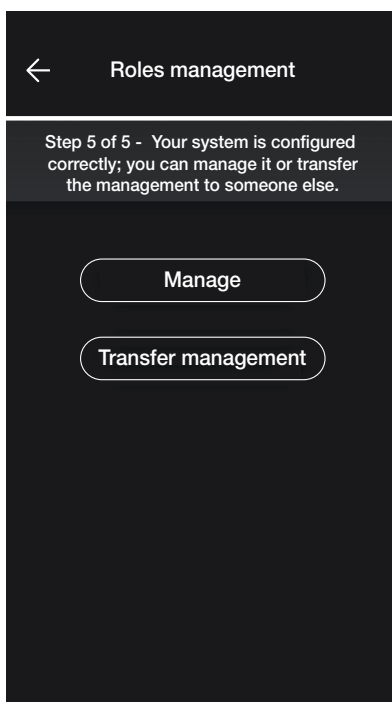 Roles management
Step 5 of 5 - Your system is configured
correctly; you can manage it or transfer
the management to someone else.
Manage
Transfer management